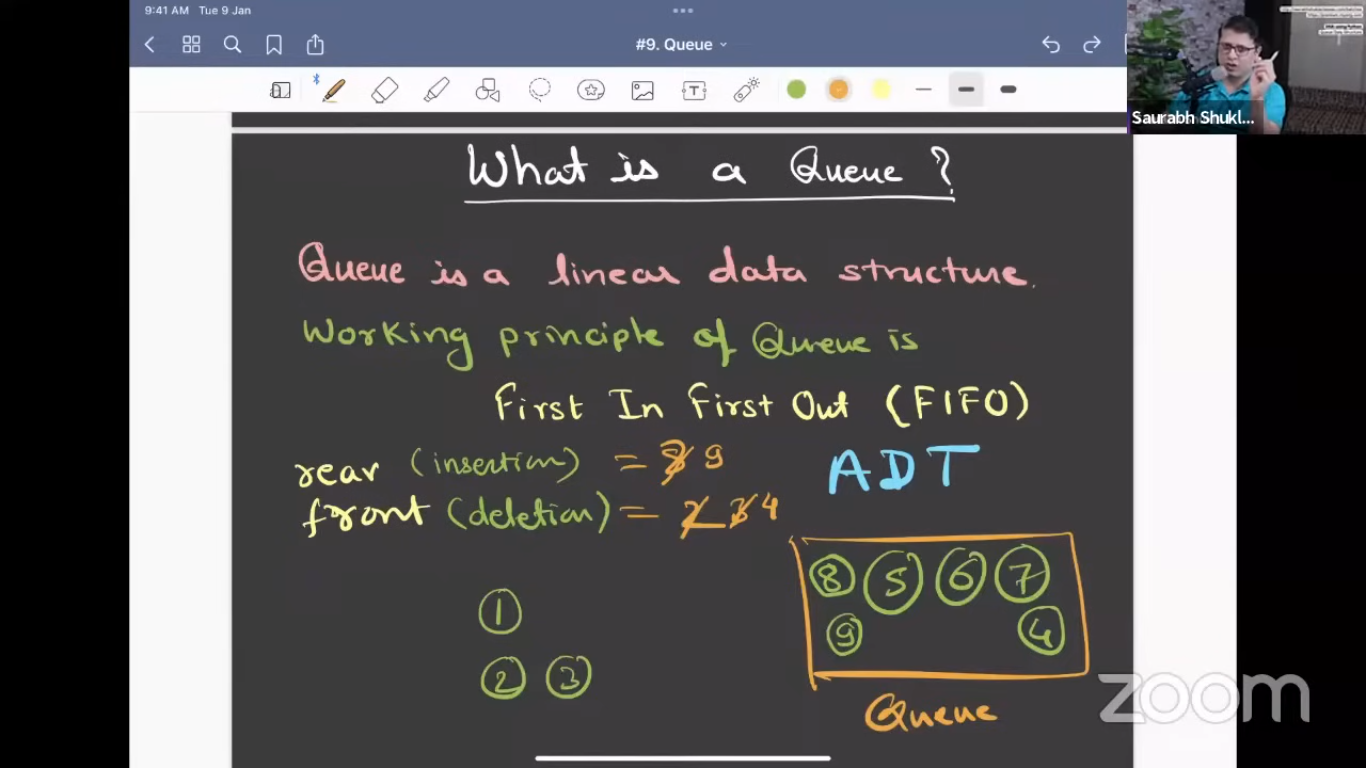 9:41 AM Tue 9 Jan
#9. Queue
T
Saurabh Shukl...
What is a Queue ?
Queue is a linear data structure.
Working principle of Queue is
First In First Out (FIFO)
rear (insertion) = 8 9
front (deletion) = 2 3 4
ADT
8 5 6 7
9 4
1
2 3
Queue
zoom